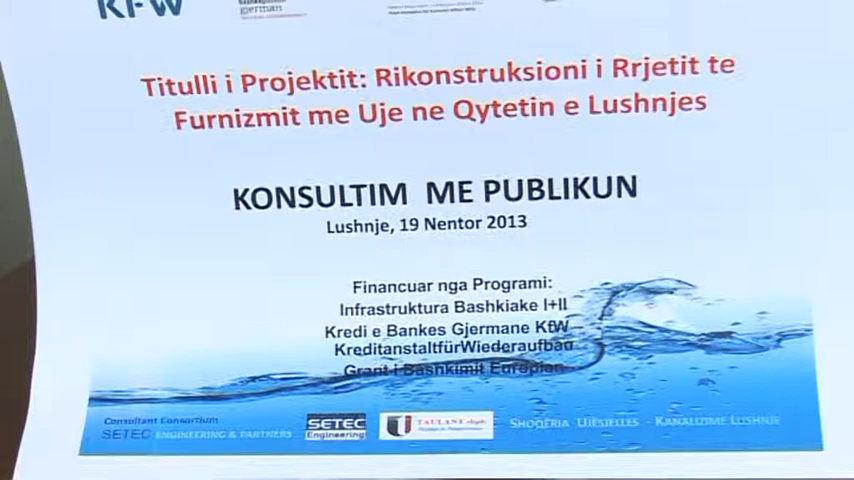 KFW
gjerman
Titulli i Projektit: Rikonstruksioni i Rrjetit te
Furnizmit me Uje ne Qytetin e Lushnjes
KONSULTIM ME PUBLIKUN
Lushnje, 19 Nentor 2013
Financuar nga Programi:
Infrastruktura Bashkiake I+II
Kredi e Bankes Gjermane KfW
KreditanstaltfürWiederaufbau
Grant i Bashkimit Europian
Consultant Consortium
SETEC ENGINEERING & PARTNERS
SETEC
Engineering
TAULANT
SHOQERIA UJESJELLES - KANALIZIME LUSHNJE